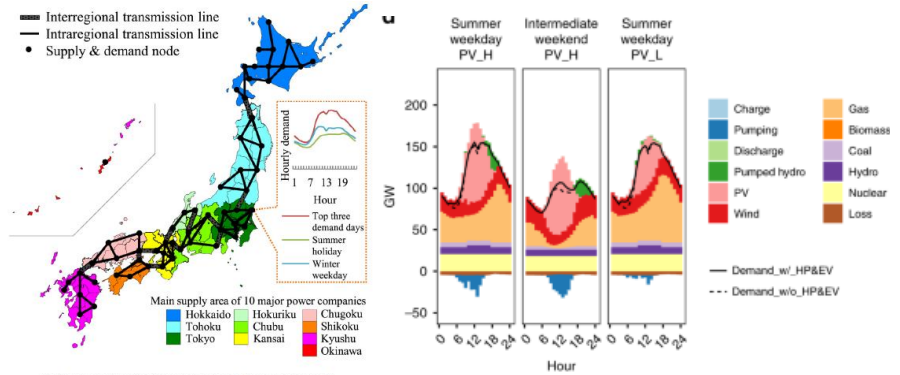 Interregional transmission line
Intraregional transmission line
Supply & demand node
Hourly demand
1 7 13 19
Hour
Top three
demand days
Summer
holiday
Winter
weekday
Main supply area of 10 major power companies
Hokkaido
Tohoku
Tokyo
Hokuriku
Chubu
Kansai
Chugoku
Shikoku
Kyushu
Okinawa
d
Summer
weekday
PV_H
Intermediate
weekend
PV_H
Summer
weekday
PV_L
GW
200
150
100
50
0
−50
0 6 12 18 24
0 6 12 18 24
0 6 12 18 24
Hour
Charge
Pumping
Discharge
Pumped hydro
PV
Wind
Gas
Biomass
Coal
Hydro
Nuclear
Loss
Demand_w/_HP&EV
Demand_w/o_HP&EV